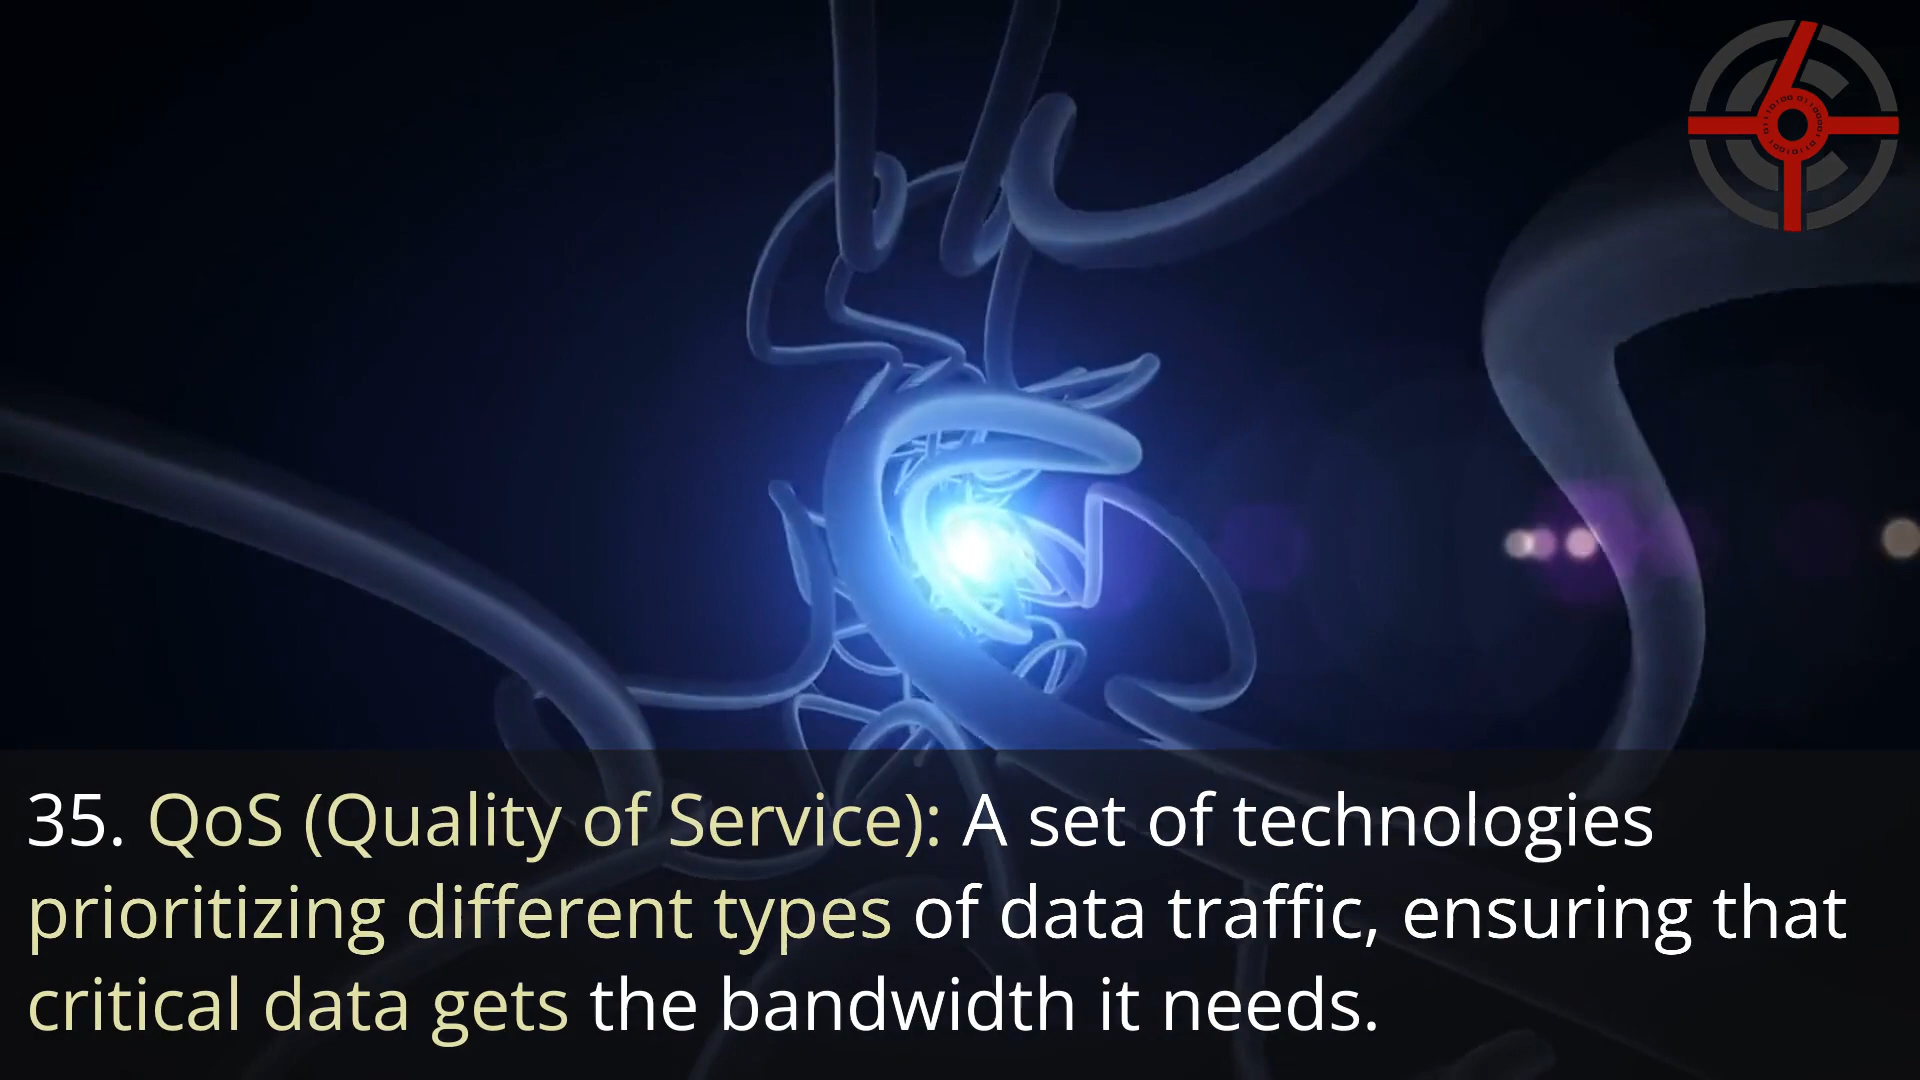 35. QoS (Quality of Service): A set of technologies
prioritizing different types of data traffic, ensuring that
critical data gets the bandwidth it needs.